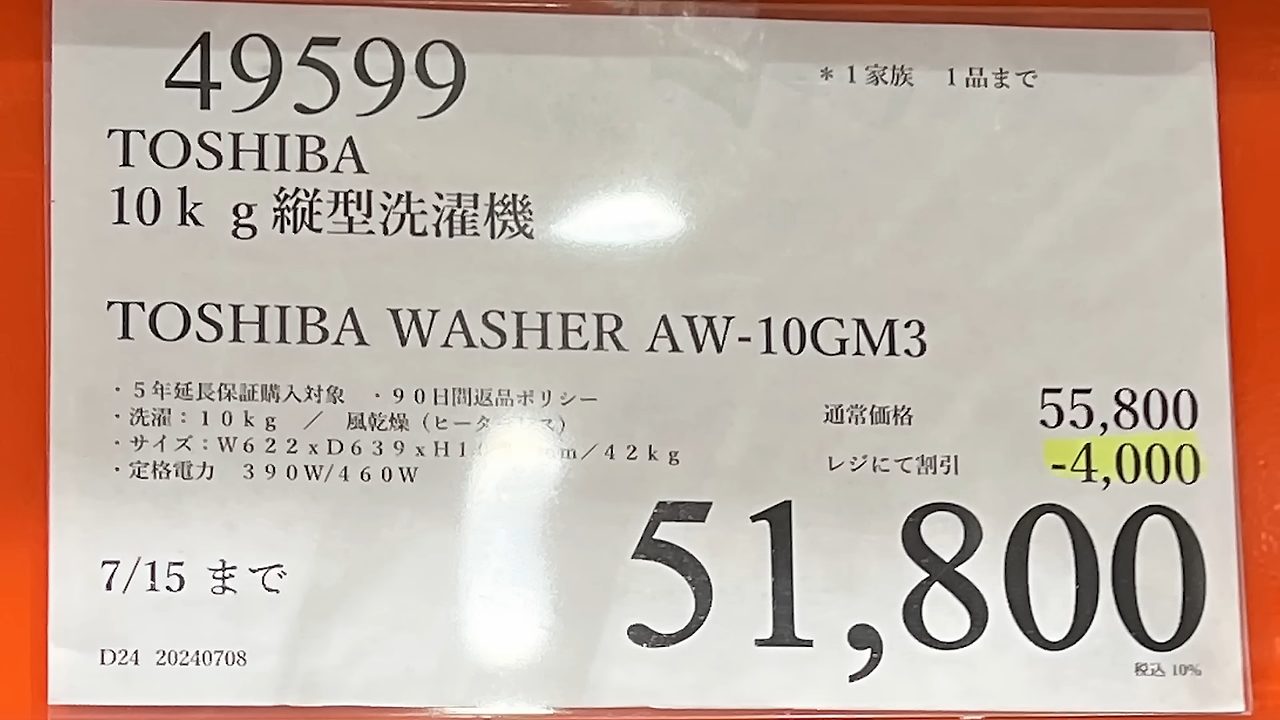 49599
＊１家族　１品まで
TOSHIBA
10ｋｇ縦型洗濯機
TOSHIBA WASHER AW-10GM3
・５年延長保証購入対象　・９０日間返品ポリシー
・洗濯：１０ｋｇ　／　風乾燥（ヒーターレス）
・サイズ：Ｗ６２２ｘＤ６３９ｘ／４２ｋｇ
・定格電力　３９０Ｗ/４６０Ｗ
通常価格　55,800
レジにて割引　-4,000
51,800
税込 10%
7/15 まで
D24 20240708